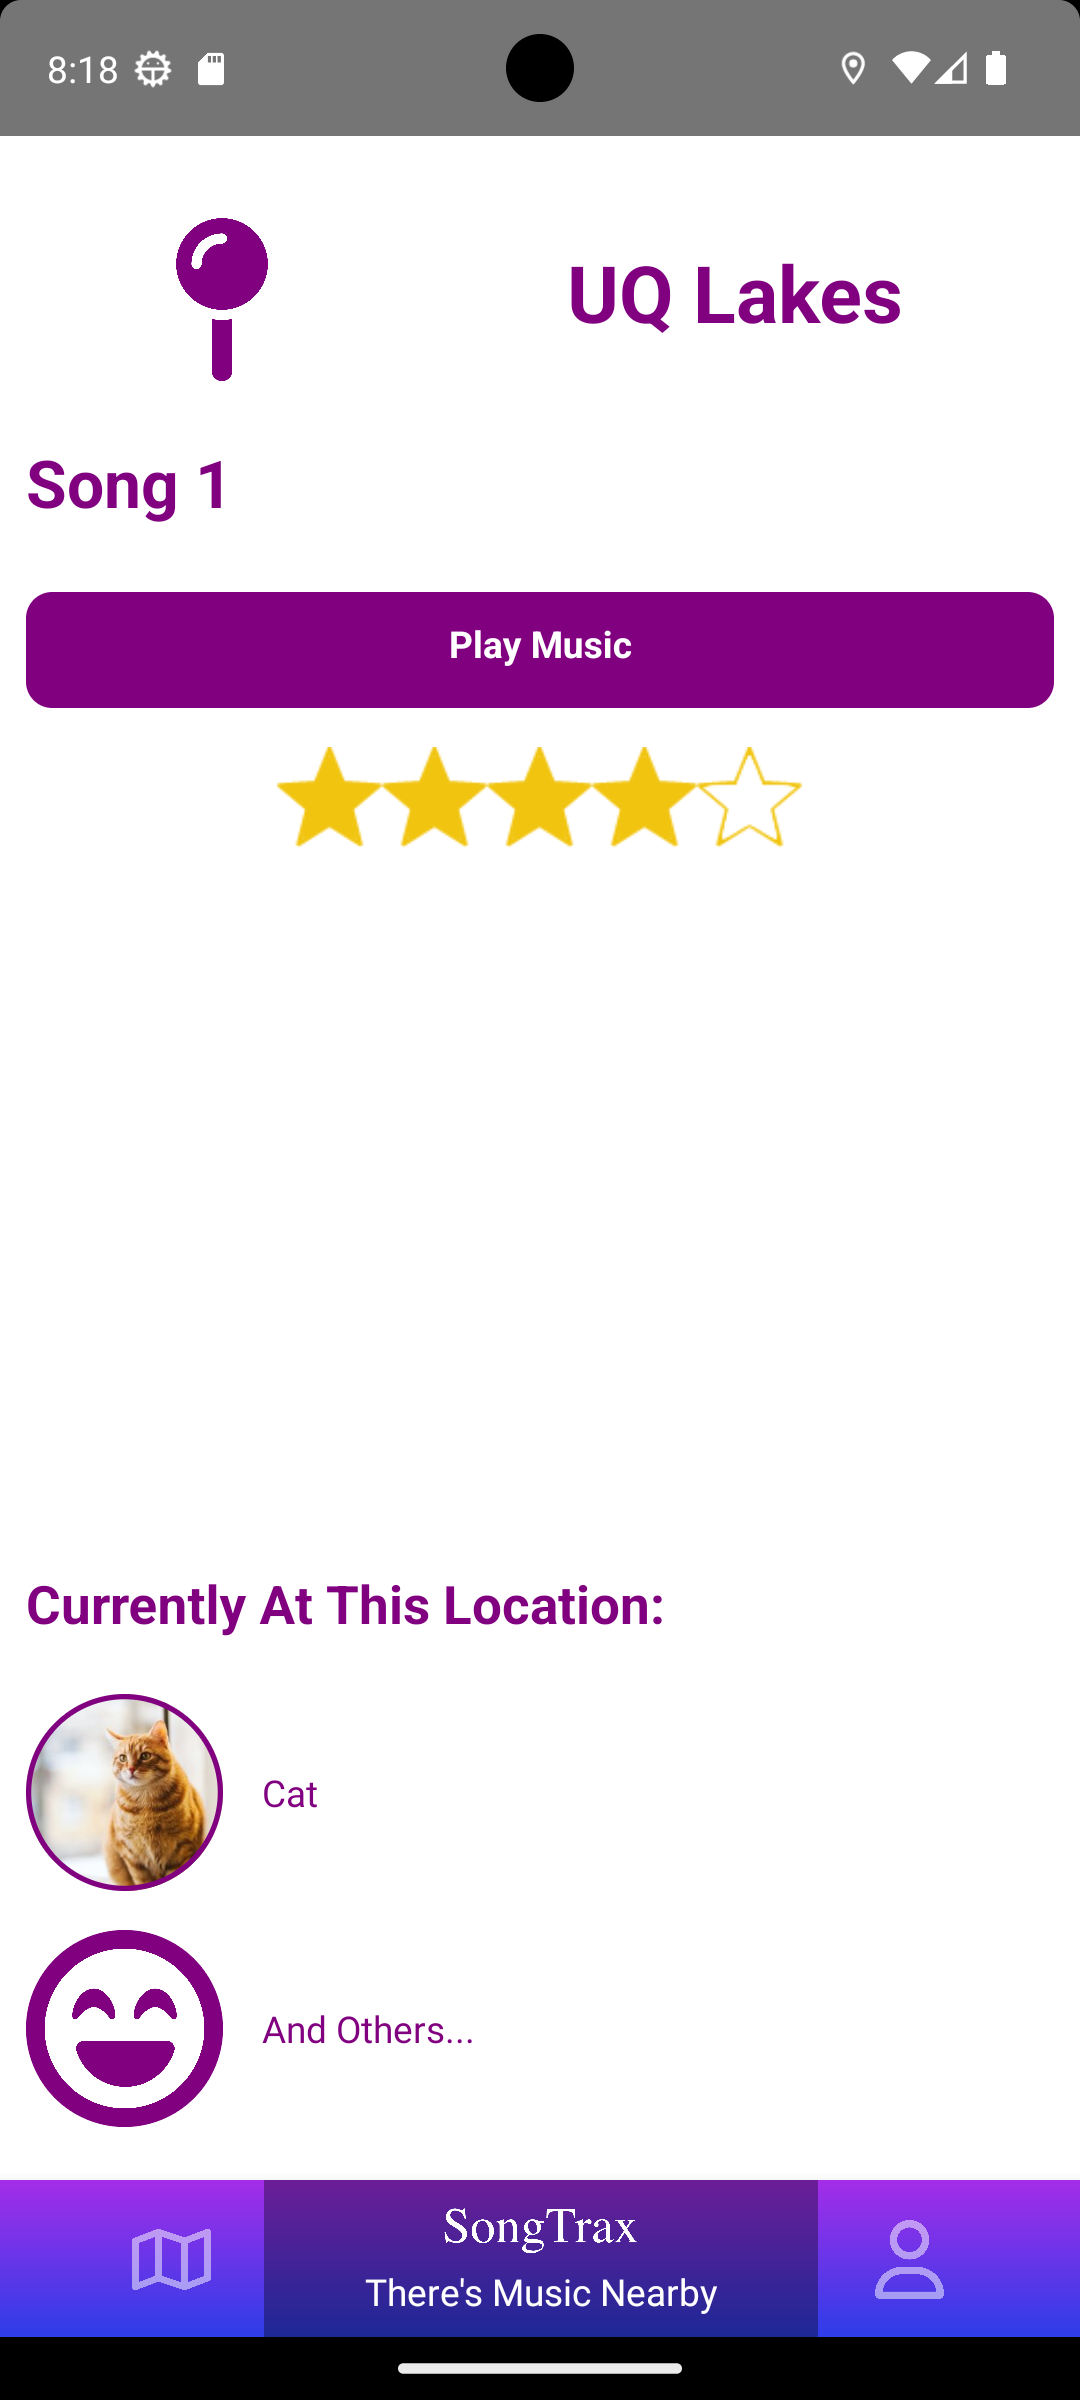 8:18
UQ Lakes
Song 1
Play Music
Currently At This Location:
Cat
And Others...
SongTrax
There's Music Nearby